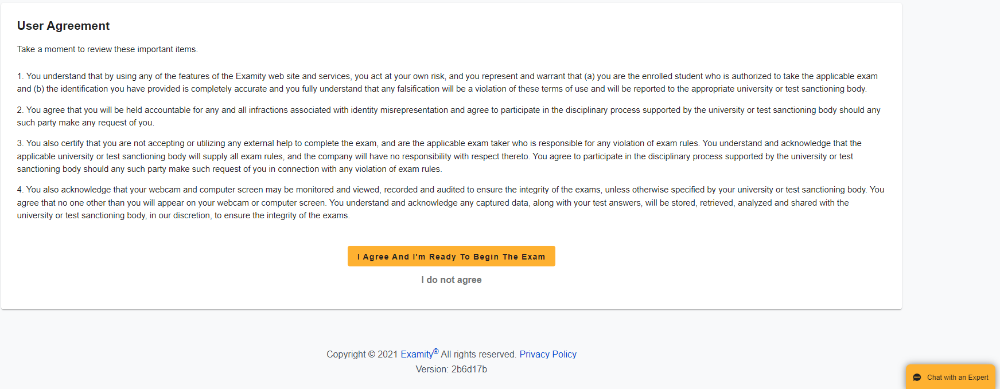 User Agreement
Take a moment to review these important items.
1. You understand that by using any of the features of the Examity web site and services, you act at your own risk, and you represent and warrant that (a) you are the enrolled student who is authorized to take the applicable exam
and (b) the identification you have provided is completely accurate and you fully understand that any falsification will be a violation of these terms of use and will be reported to the appropriate university or test sanctioning body.
2. You agree that you will be held accountable for any and all infractions associated with identity misrepresentation and agree to participate in the disciplinary process supported by the university or test sanctioning body should any
such party make any request of you.
3. You also certify that you are not accepting or utilizing any external help to complete the exam, and are the applicable exam taker who is responsible for any violation of exam rules. You understand and acknowledge that the
applicable university or test sanctioning body will supply all exam rules, and the company will have no responsibility with respect thereto. You agree to participate in the disciplinary process supported by the university or test
sanctioning body should any such party make such request of you in connection with any violation of exam rules.
4. You also acknowledge that your webcam and computer screen may be monitored and viewed, recorded and audited to ensure the integrity of the exams, unless otherwise specified by your university or test sanctioning body. You
agree that no one other than you will appear on your webcam or computer screen. You understand and acknowledge any captured data, along with your test answers, will be stored, retrieved, analyzed and shared with the
university or test sanctioning body, in our discretion, to ensure the integrity of the exams.
I Agree And I'm Ready To Begin The Exam
I do not agree
Copyright © 2021 Examity® All rights reserved. Privacy Policy
Version: 2b6d17b
Chat with an Expert